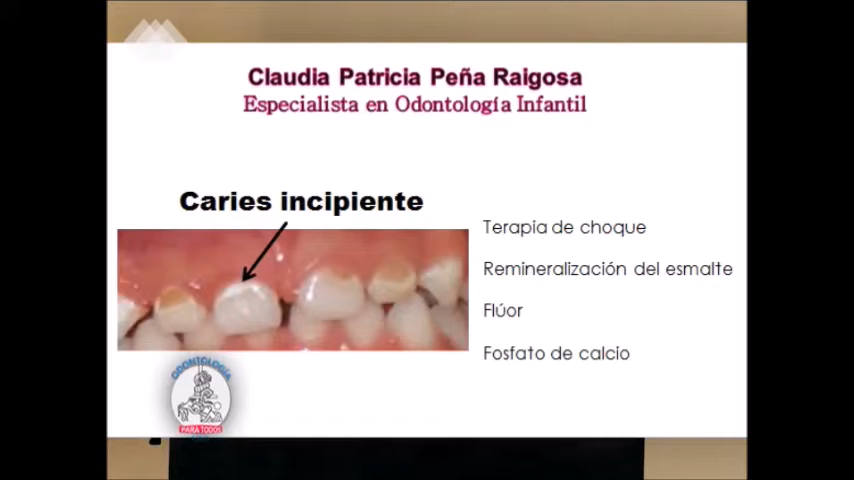 Claudia Patricia Peña Raigosa
Especialista en Odontología Infantil
Caries incipiente
Terapia de choque
Remineralización del esmalte
Flúor
Fosfato de calcio
ODONTOLOGÍA
PARA TODOS